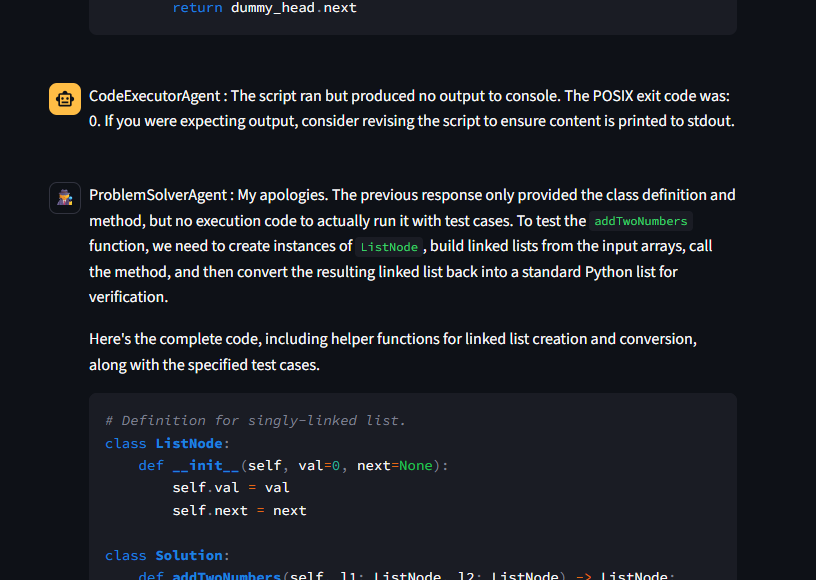 return dummy_head.next
CodeExecutorAgent : The script ran but produced no output to console. The POSIX exit code was:
0. If you were expecting output, consider revising the script to ensure content is printed to stdout.
ProblemSolverAgent : My apologies. The previous response only provided the class definition and
method, but no execution code to actually run it with test cases. To test the addTwoNumbers
function, we need to create instances of ListNode , build linked lists from the input arrays, call
the method, and then convert the resulting linked list back into a standard Python list for
verification.
Here's the complete code, including helper functions for linked list creation and conversion,
along with the specified test cases.
# Definition for singly-linked list.
class ListNode:
    def __init__(self, val=0, next=None):
        self.val = val
        self.next = next
class Solution:
    def addTwoNumbers(self, l1: ListNode, l2: ListNode) -> ListNode: